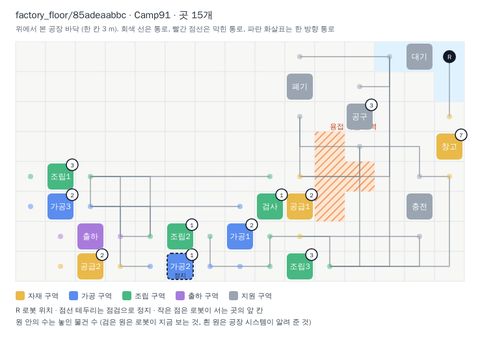 factory_floor/85adeaabbc · Camp91 · 곳 15개
위에서 본 공장 바닥 (한 칸 3 m). 회색 선은 통로, 빨간 점선은 막힌 통로, 파란 화살표는 한 방향 통로
대기
R
폐기
공구
3
용접
역
창고
7
조립1
3
가공3
2
검사
1
공급1
2
충전
출하
조립2
1
가공1
2
공급2
2
가공2
1
조립3
3
자재 구역
가공 구역
조립 구역
출하 구역
지원 구역
R 로봇 위치 · 점선 테두리는 점검으로 정지 · 작은 점은 로봇이 서는 곳의 앞 칸
원 안의 수는 놓인 물건 수 (검은 원은 로봇이 지금 보는 것, 흰 원은 공장 시스템이 알려 준 것)